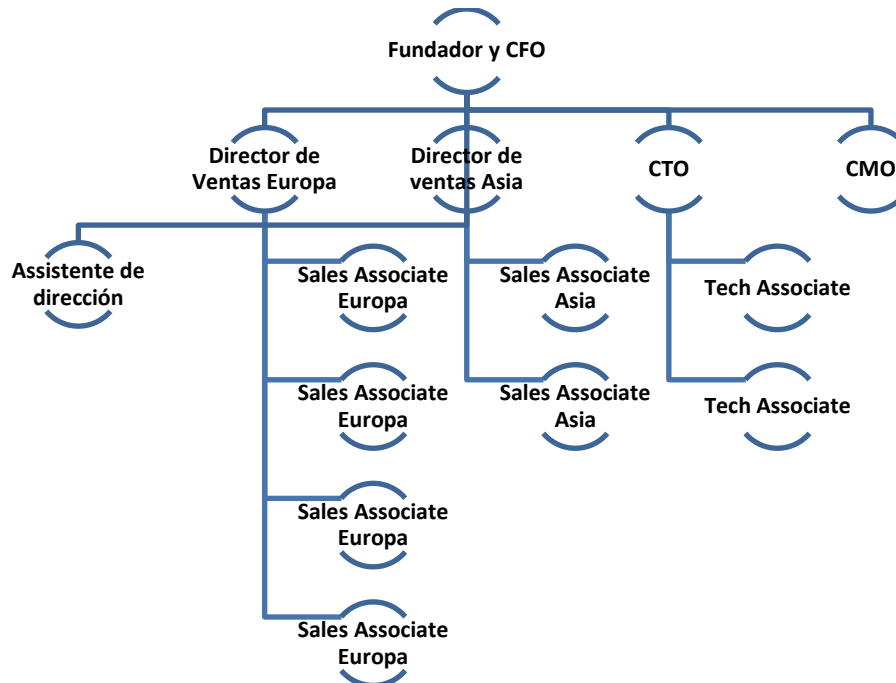 Fundador y CFO
Director de
Ventas Europa
Director de
ventas Asia
CTO
CMO
Assistente de
dirección
Sales Associate
Europa
Sales Associate
Asia
Tech Associate
Sales Associate
Europa
Sales Associate
Asia
Tech Associate
Sales Associate
Europa
Sales Associate
Europa